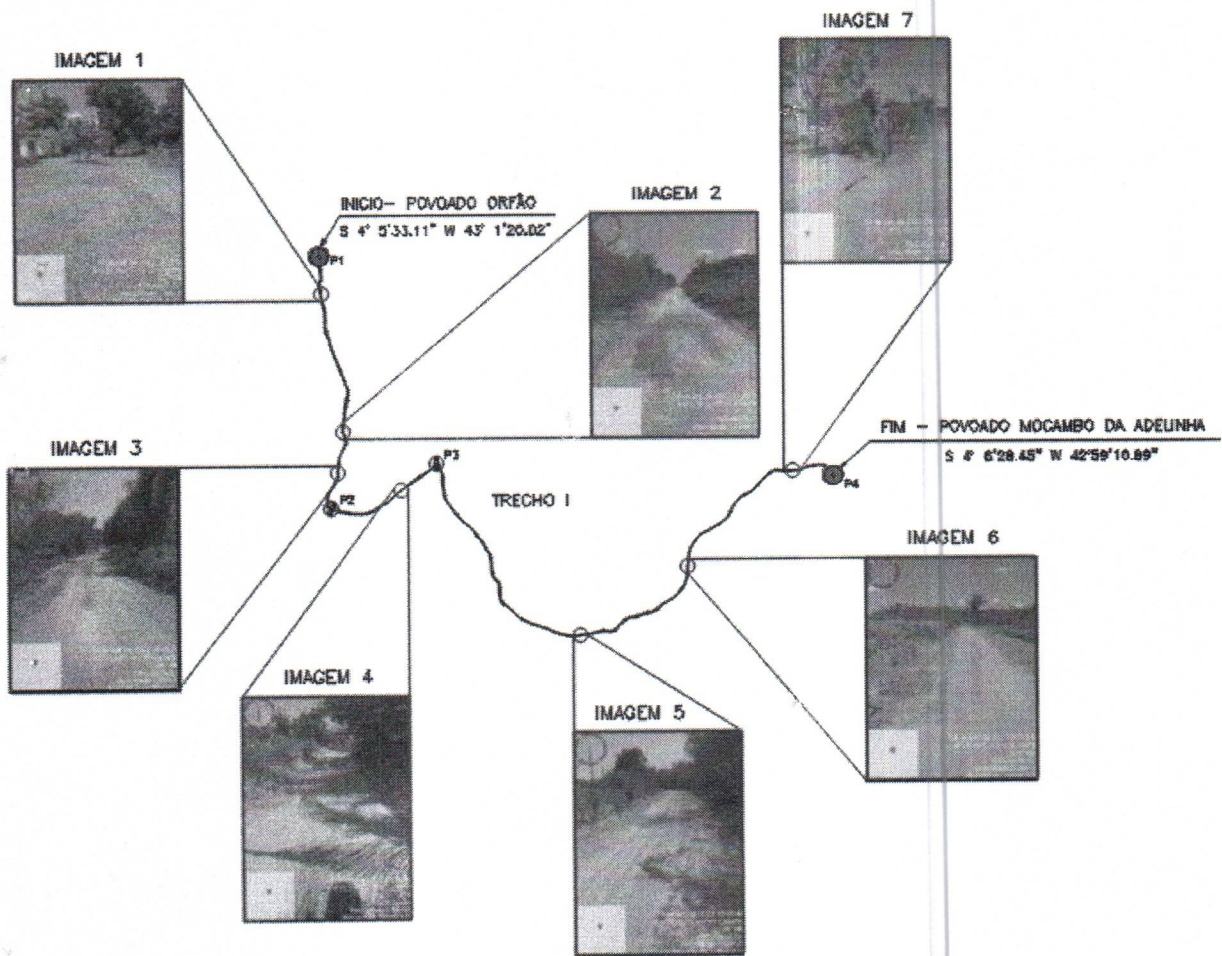 IMAGEM 7
IMAGEM 1
INICIO- POVOADO ORFÃO
S 4° 5'33.11" W 43° 1'20.02"
P1
IMAGEM 2
FIM - POVOADO MOCAMBO DA ADELINHA
S 4° 6'28.45" W 42°59'10.89"
P4
IMAGEM 3
P3
TRECHO I
P2
IMAGEM 6
IMAGEM 4
IMAGEM 5